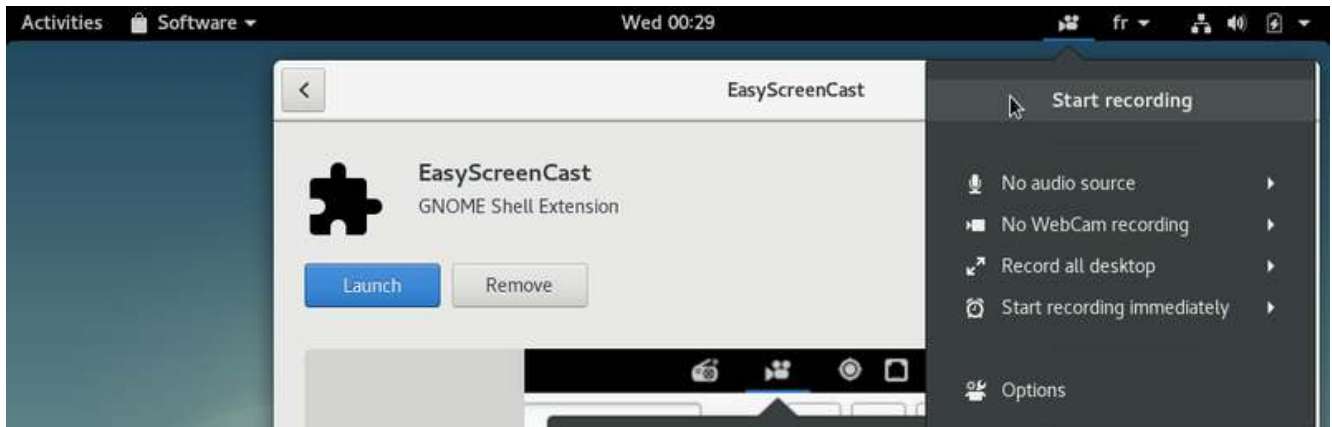 Activities Software Wed 00:29 fr
EasyScreenCast
Start recording
EasyScreenCast
GNOME Shell Extension
Launch Remove
No audio source
No WebCam recording
Record all desktop
Start recording immediately
Options